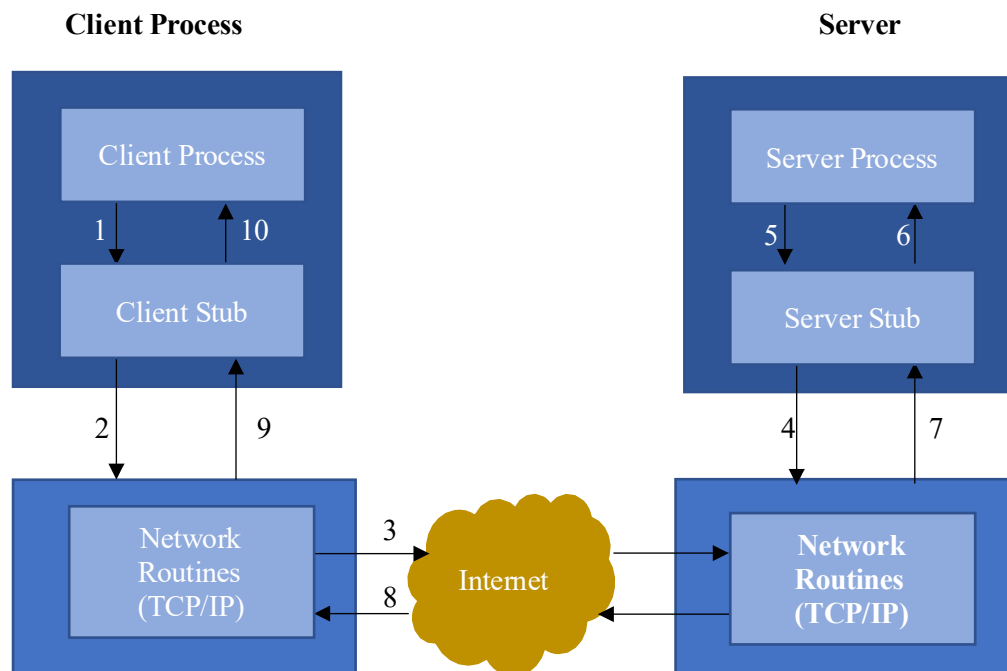 Client Process
Server
Client Process
Server Process
1
10
5
6
Client Stub
Server Stub
2
9
4
7
Network
Routines
(TCP/IP)
3
8
Internet
Network
Routines
(TCP/IP)